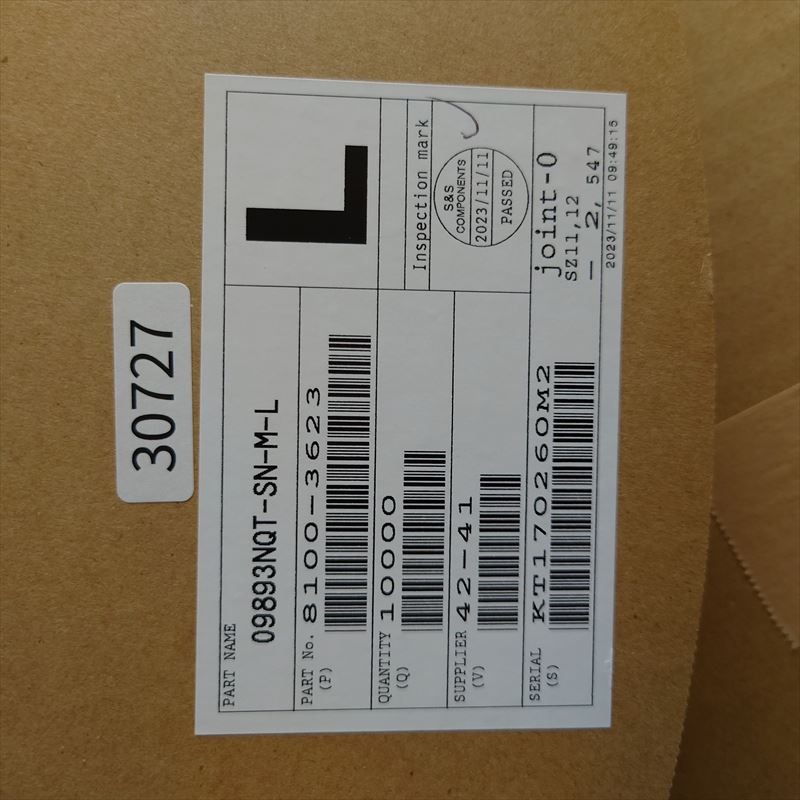 30727
PART NAME
09893NQT-SN-M-L
L
PART No.
(P)
8100-3623
QUANTITY
(Q)
10000
Inspection mark
S&S
COMPONENTS
2023/11/11
PASSED
SUPPLIER
(V)
42-41
SERIAL
(S)
KT170260M2
joint-0
SZ11,12
— 2, 547
2023/11/11 09:49:15